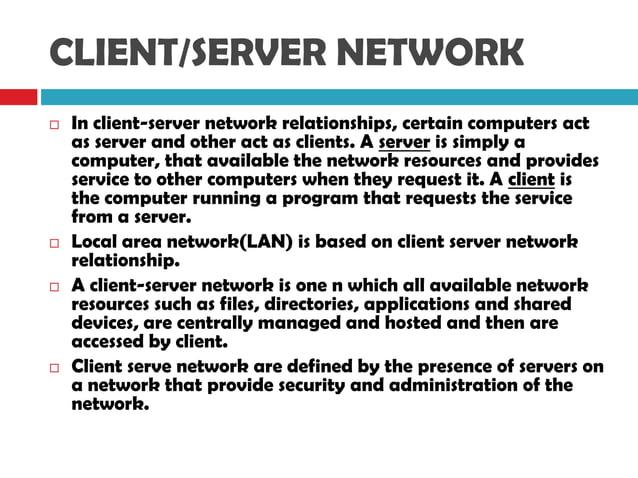 CLIENT/SERVER NETWORK
In client-server network relationships, certain computers act
as server and other act as clients. A server is simply a
computer, that available the network resources and provides
service to other computers when they request it. A client is
the computer running a program that requests the service
from a server.
Local area network(LAN) is based on client server network
relationship.
A client-server network is one n which all available network
resources such as files, directories, applications and shared
devices, are centrally managed and hosted and then are
accessed by client.
Client serve network are defined by the presence of servers on
a network that provide security and administration of the
network.